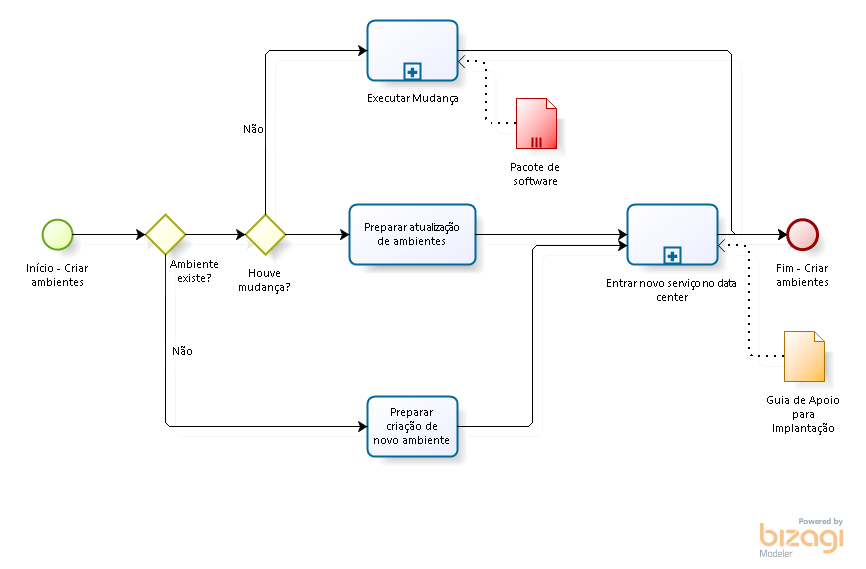 Executar Mudança
Não
Pacote de
software
Preparar atualização
de ambientes
Início - Criar
ambientes
Ambiente
existe?
Houve
mudança?
Entrar novo serviço no data
center
Fim - Criar
ambientes
Não
Preparar
criação de
novo ambiente
Guia de Apoio
para
Implantação
Powered by
bizagi
Modeler